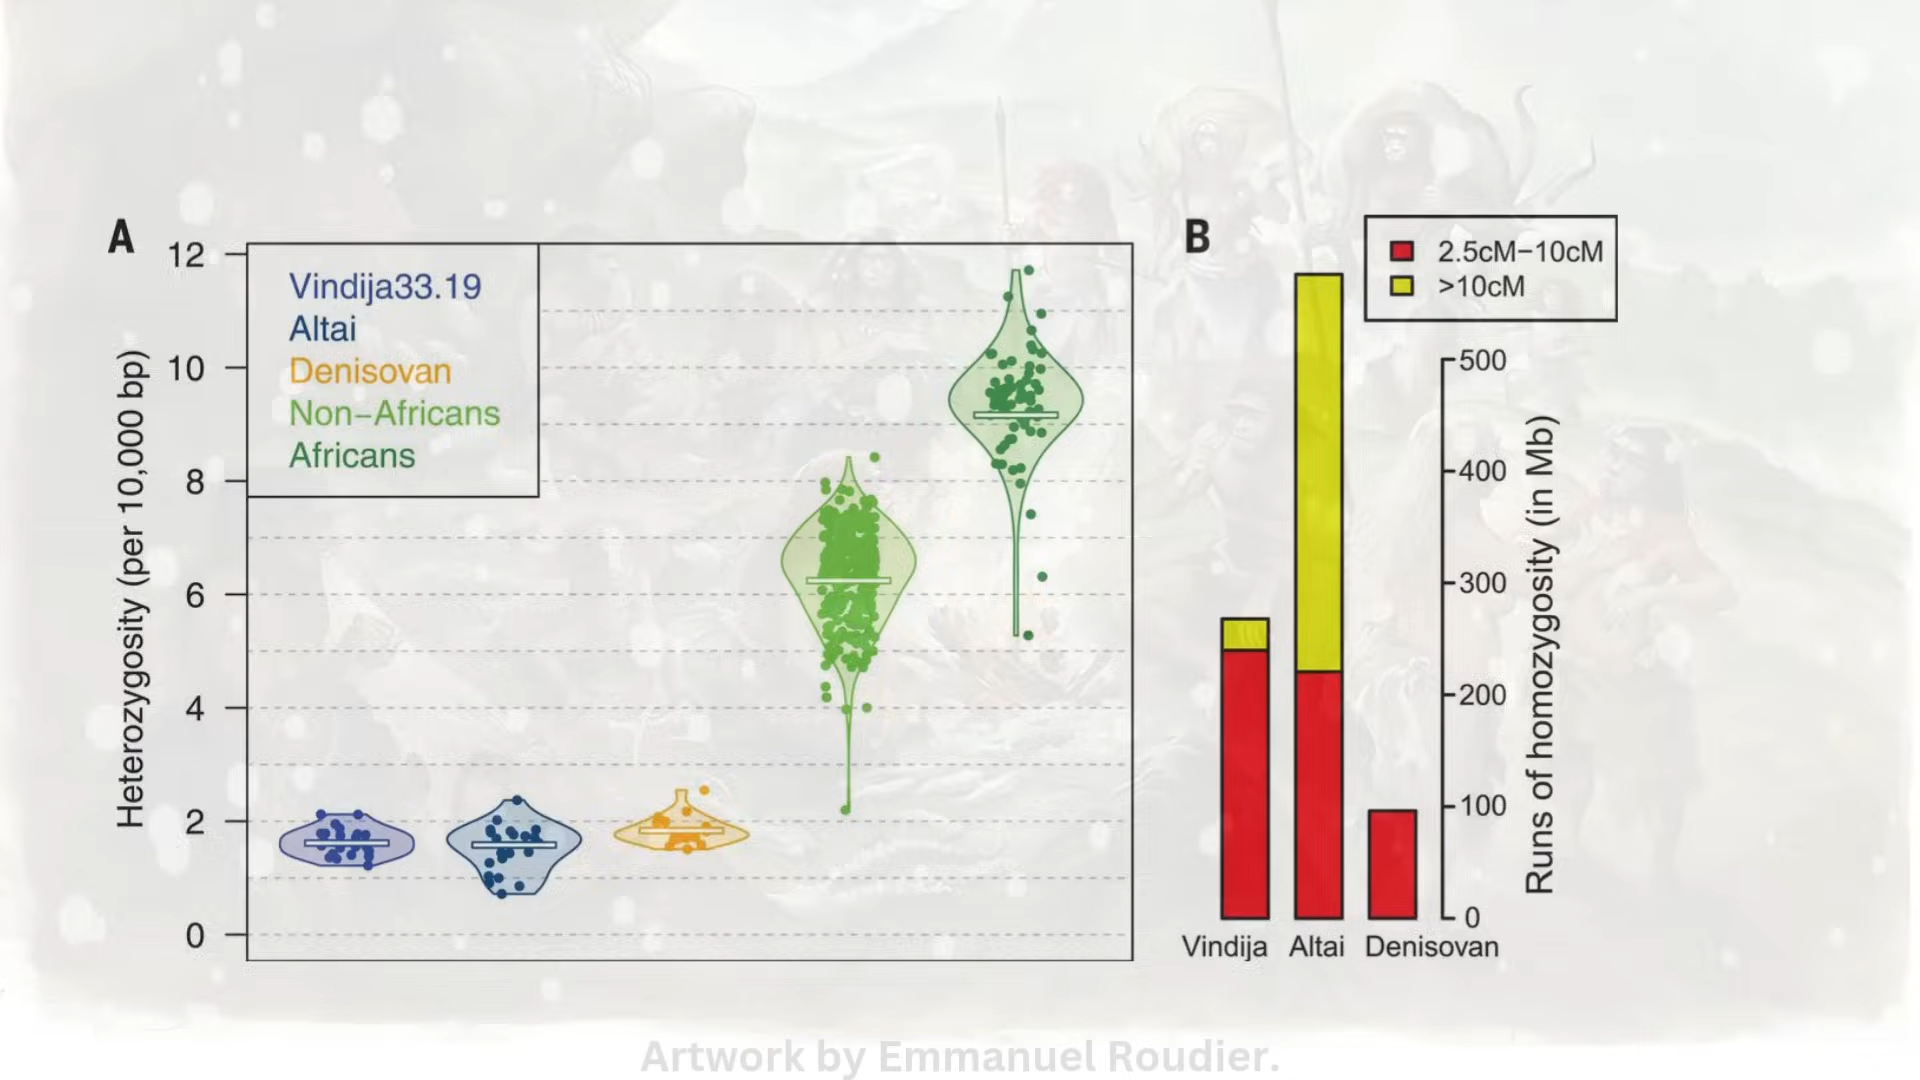 A
Heterozygosity (per 10,000 bp)
12
10
8
6
4
2
0
Vindija33.19
Altai
Denisovan
Non−Africans
Africans
B
2.5cM−10cM
>10cM
500
400
300
200
100
0
Runs of homozygosity (in Mb)
Vindija Altai Denisovan
Artwork by Emmanuel Roudier.